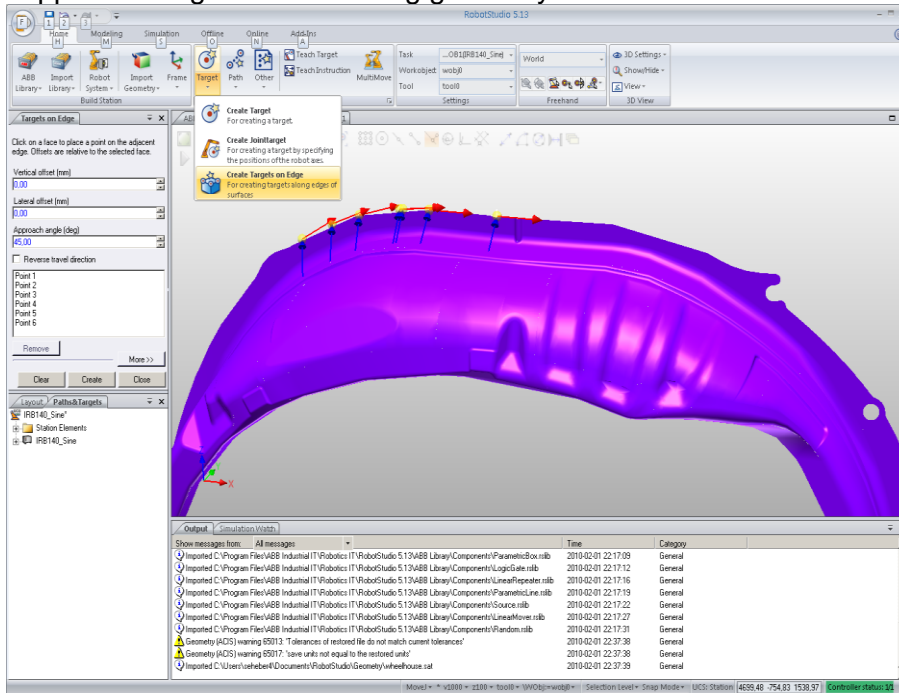 RobotStudio 5.13
1 2 3
Home Modeling Simulation Offline Online Add-Ins
H M S O N A
ABB Library
Import Library
Robot System
Import Geometry
Frame
Target
Path
Other
Teach Target
Teach Instruction
MultiMove
Task ...OB1(IRB140_Sine)
Workobject wobj0
Tool tool0
World
3D Settings
Show/Hide
View
Build Station
Settings
Freehand
3D View
Create Target
For creating a target.
Create Jointtarget
For creating a target by specifying
the positions of the robot axes.
Create Targets on Edge
For creating targets along edges of
surfaces
Targets on Edge
Click on a face to place a point on the adjacent
edge. Offsets are relative to the selected face.
Vertical offset (mm)
0,00
Lateral offset (mm)
0,00
Approach angle (deg)
45,00
Reverse travel direction
Point 1
Point 2
Point 3
Point 4
Point 5
Point 6
Remove
More >>
Clear Create Close
Layout Paths&Targets
IRB140_Sine*
Station Elements
IRB140_Sine
X
Output Simulation Watch
Show messages from: All messages Time Category
Imported C:\Program Files\ABB Industrial IT\Robotics IT\RobotStudio 5.13\ABB Library\Components\ParametricBox.rslib 2010-02-01 22:17:09 General
Imported C:\Program Files\ABB Industrial IT\Robotics IT\RobotStudio 5.13\ABB Library\Components\LogicGate.rslib 2010-02-01 22:17:12 General
Imported C:\Program Files\ABB Industrial IT\Robotics IT\RobotStudio 5.13\ABB Library\Components\LinearRepeater.rslib 2010-02-01 22:17:16 General
Imported C:\Program Files\ABB Industrial IT\Robotics IT\RobotStudio 5.13\ABB Library\Components\ParametricLine.rslib 2010-02-01 22:17:19 General
Imported C:\Program Files\ABB Industrial IT\Robotics IT\RobotStudio 5.13\ABB Library\Components\Source.rslib 2010-02-01 22:17:22 General
Imported C:\Program Files\ABB Industrial IT\Robotics IT\RobotStudio 5.13\ABB Library\Components\LinearMover.rslib 2010-02-01 22:17:27 General
Imported C:\Program Files\ABB Industrial IT\Robotics IT\RobotStudio 5.13\ABB Library\Components\Random.rslib 2010-02-01 22:17:31 General
Geometry (ACIS) warning 65013: 'Tolerances of restored file do not match current tolerances' 2010-02-01 22:37:38 General
Geometry (ACIS) warning 65017: 'save units not equal to the restored units' 2010-02-01 22:37:38 General
Imported C:\Users\seheber4\Documents\RobotStudio\Geometry\wheelhouse.sat 2010-02-01 22:37:39 General
MoveJ * v1000 z100 tool0 \WObj:=wobj0 Selection Level Snap Mode UCS: Station 4699,48 -754,83 1538,97 Controller status: 1/1